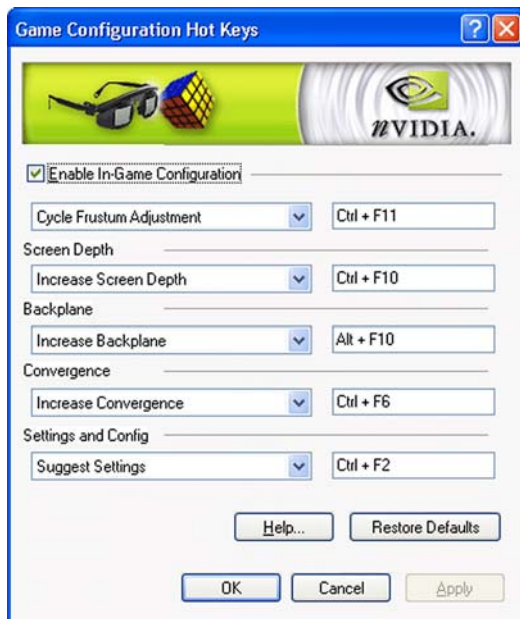 Game Configuration Hot Keys
nVIDIA.
Enable In-Game Configuration
Cycle Frustum Adjustment Ctrl + F11
Screen Depth
Increase Screen Depth Ctrl + F10
Backplane
Increase Backplane Alt + F10
Convergence
Increase Convergence Ctrl + F6
Settings and Config
Suggest Settings Ctrl + F2
Help... Restore Defaults
OK Cancel Apply